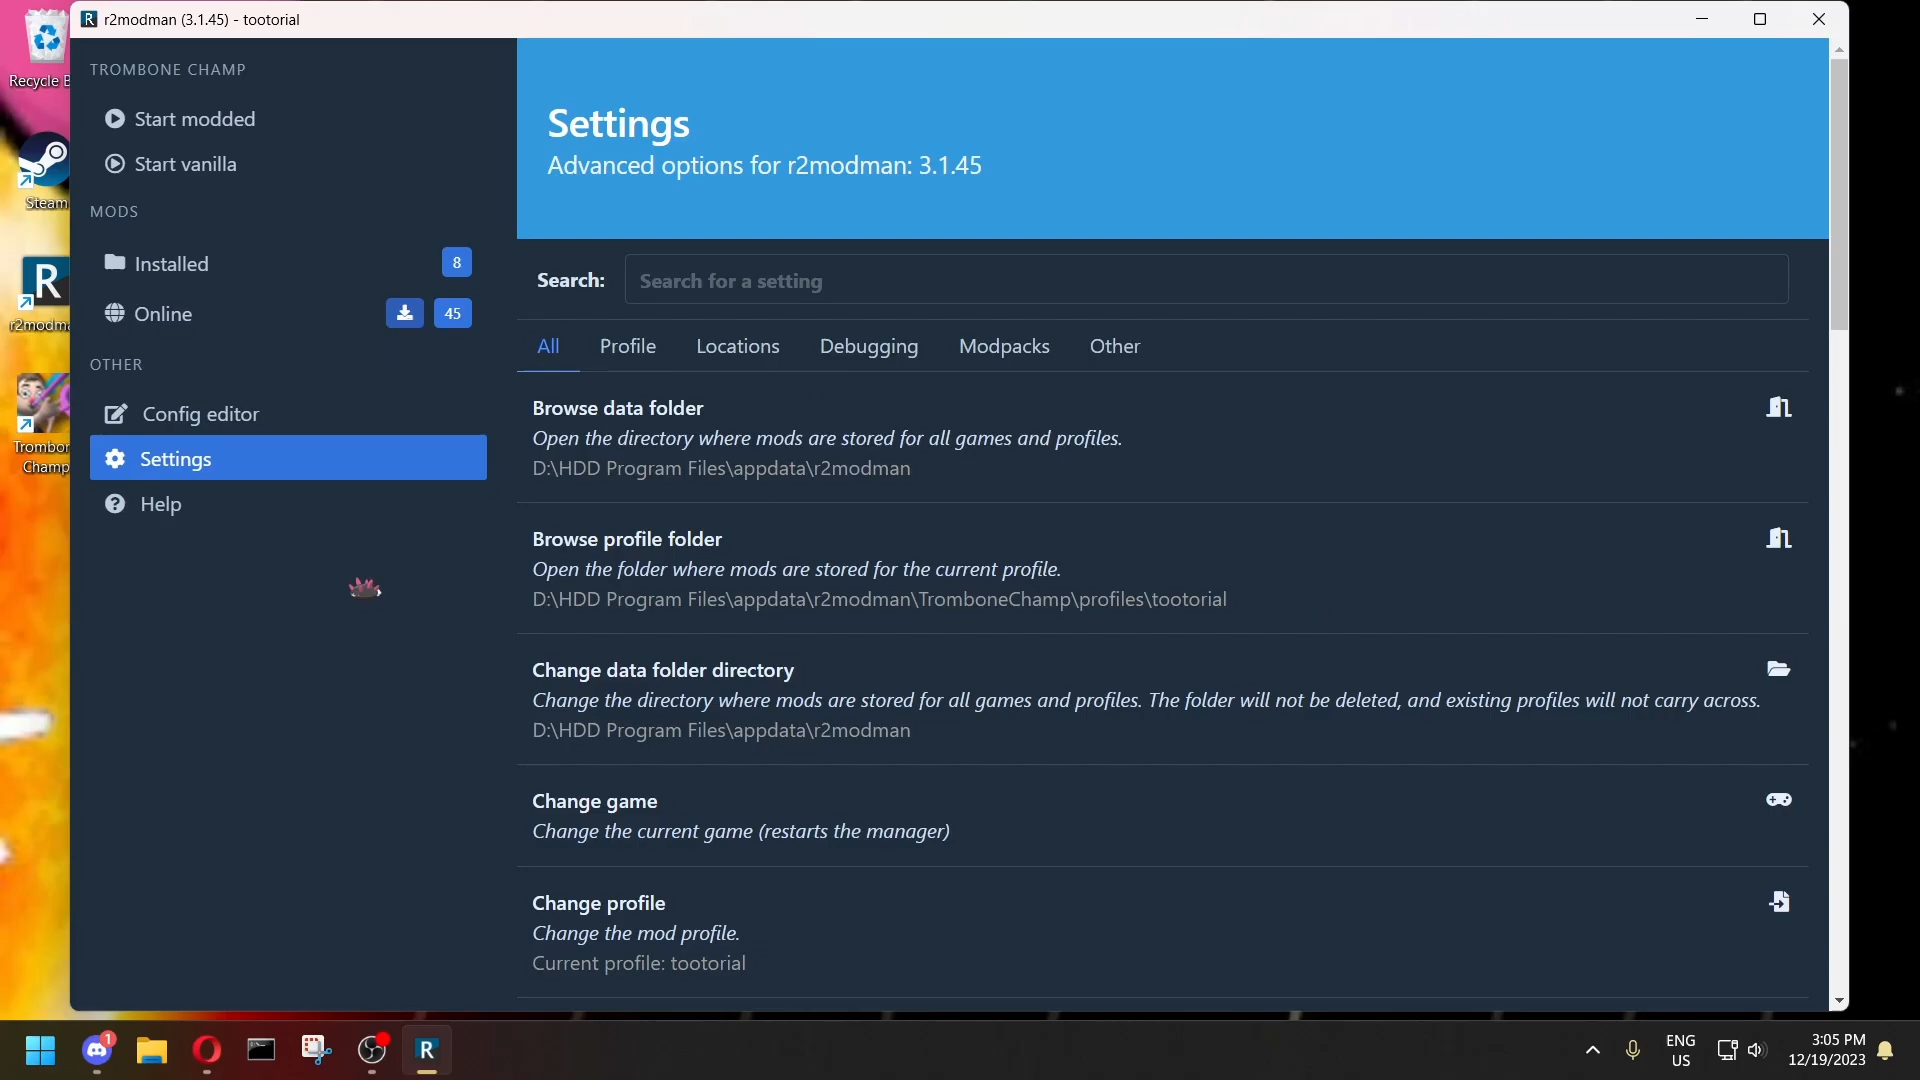 r2modman (3.1.45) - tootorial
Recycle B
Steam
r2modma
Trombor
Champ
TROMBONE CHAMP
Start modded
Start vanilla
MODS
Installed 8
Online 45
OTHER
Config editor
Settings
Help
Settings
Advanced options for r2modman: 3.1.45
Search: Search for a setting
All Profile Locations Debugging Modpacks Other
Browse data folder
Open the directory where mods are stored for all games and profiles.
D:\HDD Program Files\appdata\r2modman
Browse profile folder
Open the folder where mods are stored for the current profile.
D:\HDD Program Files\appdata\r2modman\TromboneChamp\profiles\tootorial
Change data folder directory
Change the directory where mods are stored for all games and profiles. The folder will not be deleted, and existing profiles will not carry across.
D:\HDD Program Files\appdata\r2modman
Change game
Change the current game (restarts the manager)
Change profile
Change the mod profile.
Current profile: tootorial
1
R
ENG
US
3:05 PM
12/19/2023